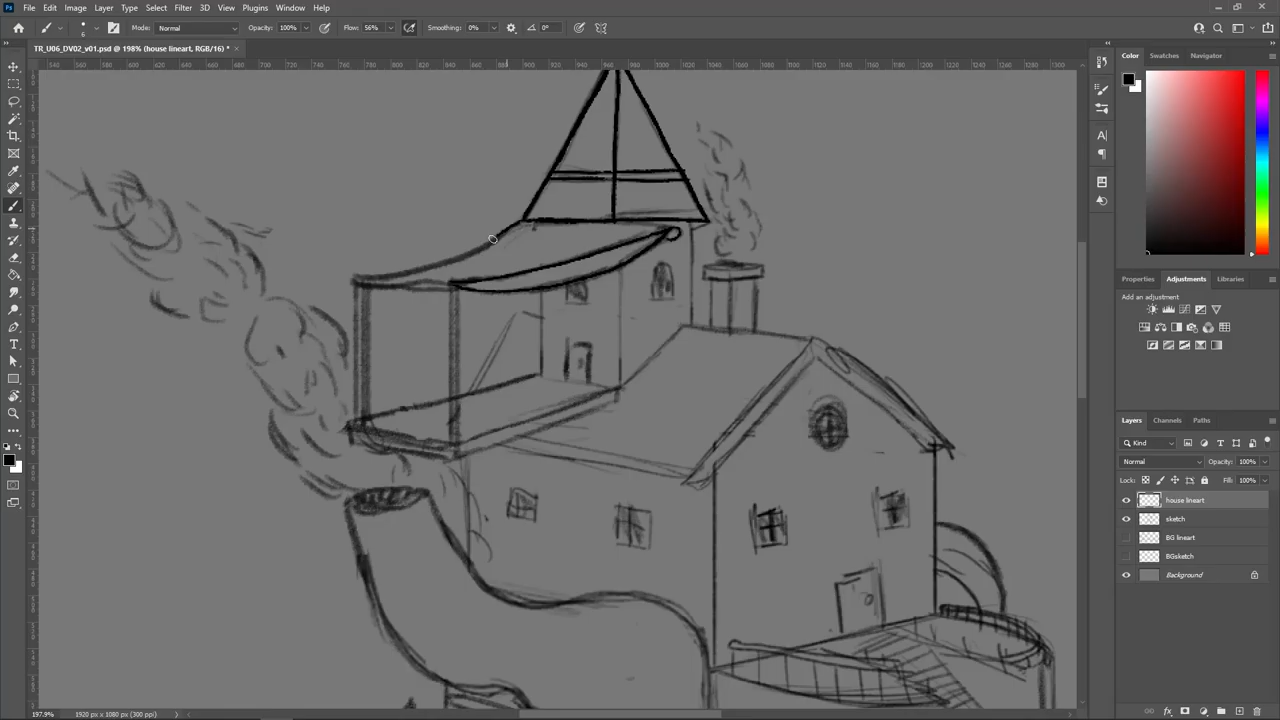 Ps File Edit Image Layer Type Select Filter 3D View Plugins Window Help
6 Mode: Normal Opacity: 100% Flow: 56% Smoothing: 0% 0°
TR_U06_DV02_v01.psd @ 198% (house lineart, RGB/16) *
Color Swatches Navigator
Properties Adjustments Libraries
Add an adjustment
Layers Channels Paths
Kind
Normal Opacity: 100%
Lock: Fill: 100%
house lineart
sketch
BG lineart
BGsketch
Background
197.9% 1920 px x 1080 px (300 ppi)